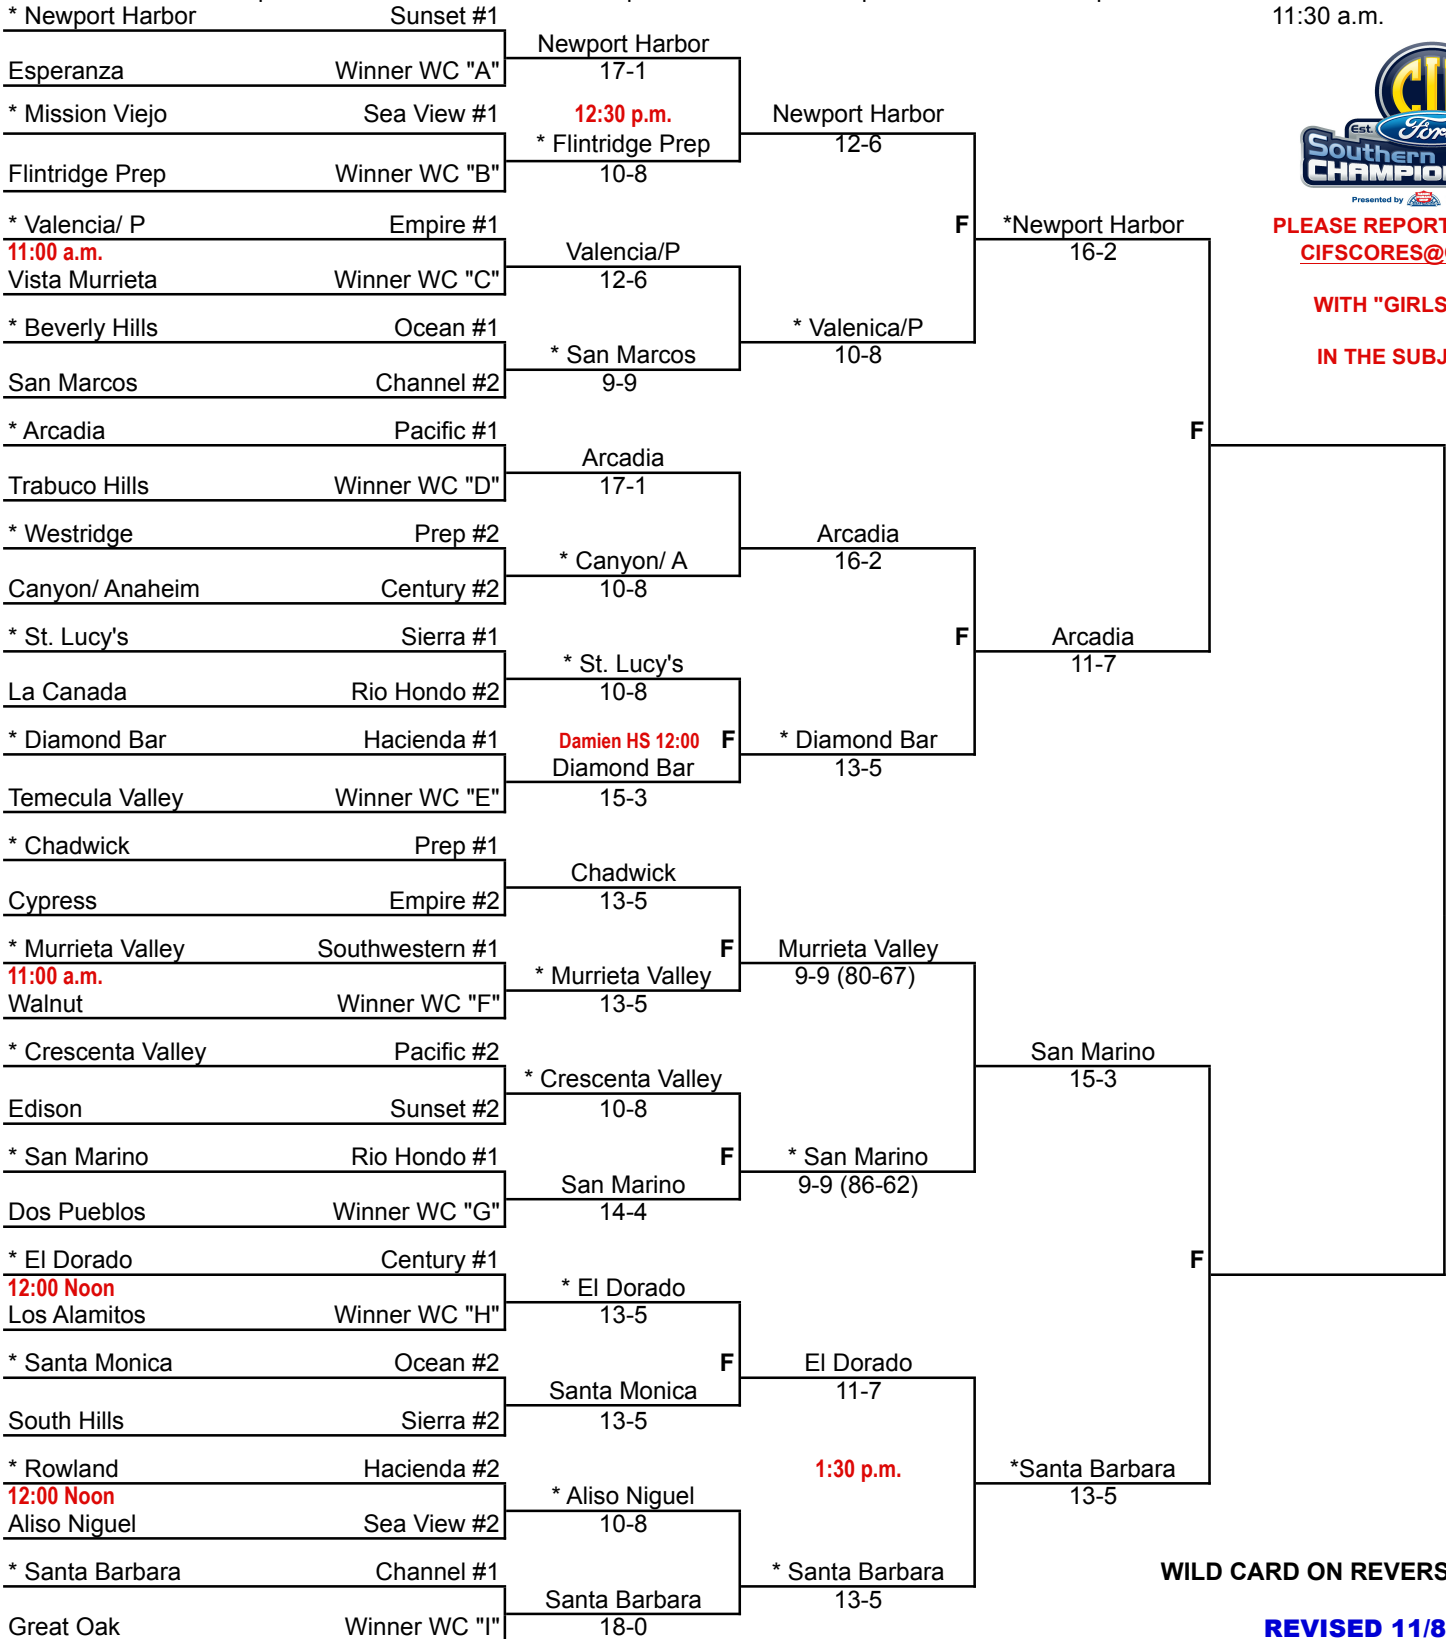 * Newport Harbor Sunset #1
Esperanza Winner WC "A"
* Mission Viejo Sea View #1
Flintridge Prep Winner WC "B"
* Valencia/ P Empire #1
11:00 a.m.
Vista Murrieta Winner WC "C"
* Beverly Hills Ocean #1
San Marcos Channel #2
* Arcadia Pacific #1
Trabuco Hills Winner WC "D"
* Westridge Prep #2
Canyon/ Anaheim Century #2
* St. Lucy's Sierra #1
La Canada Rio Hondo #2
* Diamond Bar Hacienda #1
Temecula Valley Winner WC "E"
* Chadwick Prep #1
Cypress Empire #2
* Murrieta Valley Southwestern #1
11:00 a.m.
Walnut Winner WC "F"
* Crescenta Valley Pacific #2
Edison Sunset #2
* San Marino Rio Hondo #1
Dos Pueblos Winner WC "G"
* El Dorado Century #1
12:00 Noon
Los Alamitos Winner WC "H"
* Santa Monica Ocean #2
South Hills Sierra #2
* Rowland Hacienda #2
12:00 Noon
Aliso Niguel Sea View #2
* Santa Barbara Channel #1
Great Oak Winner WC "I"
Newport Harbor
17-1
12:30 p.m.
* Flintridge Prep
10-8
Valencia/P
12-6
* San Marcos
9-9
Arcadia
17-1
* Canyon/ A
10-8
* St. Lucy's
10-8
Damien HS 12:00 F
Diamond Bar
15-3
Chadwick
13-5
F
* Murrieta Valley
13-5
* Crescenta Valley
10-8
F
San Marino
14-4
* El Dorado
13-5
F
Santa Monica
13-5
* Aliso Niguel
10-8
Santa Barbara
18-0
Newport Harbor
12-6
F
* Valenica/P
10-8
Arcadia
16-2
F
* Diamond Bar
13-5
Murrieta Valley
9-9 (80-67)
* San Marino
9-9 (86-62)
El Dorado
11-7
1:30 p.m.
* Santa Barbara
13-5
*Newport Harbor
16-2
F
Arcadia
11-7
San Marino
15-3
F
*Santa Barbara
13-5
11:30 a.m.
Est.
Southern
Presented by
PLEASE REPORT
CIFSCORES@
WITH "GIRLS
IN THE SUBJ
WILD CARD ON REVERS
REVISED 11/8